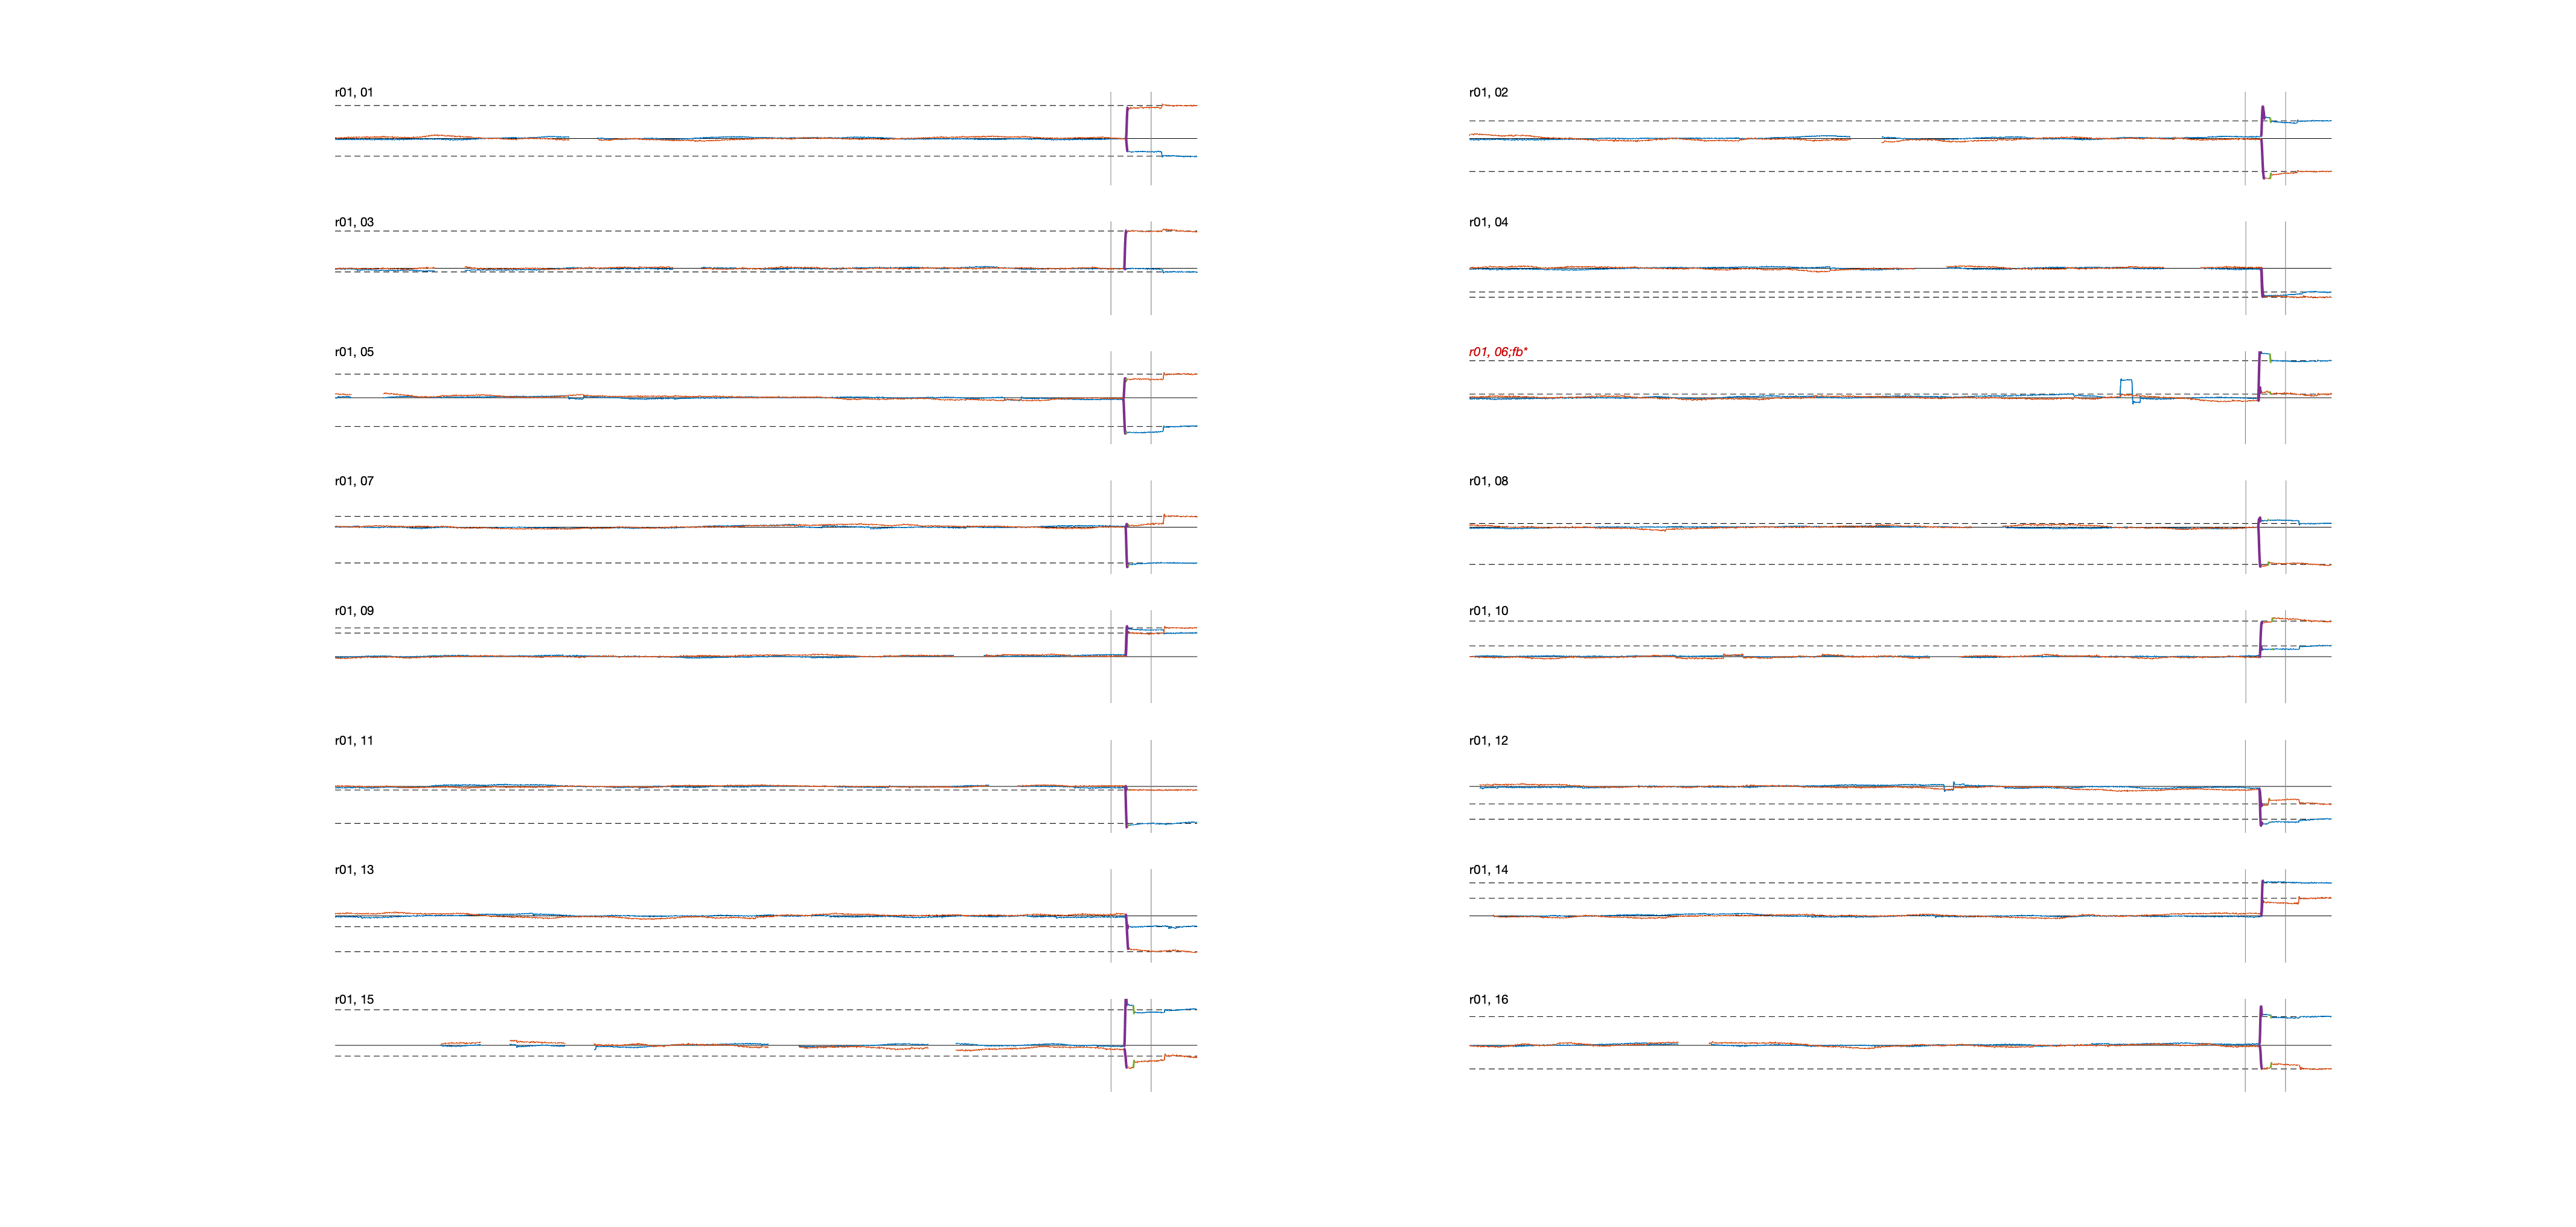 r01, 01
r01, 02
r01, 03
r01, 04
r01, 05
r01, 06;fb*
r01, 07
r01, 08
r01, 09
r01, 10
r01, 11
r01, 12
r01, 13
r01, 14
r01, 15
r01, 16